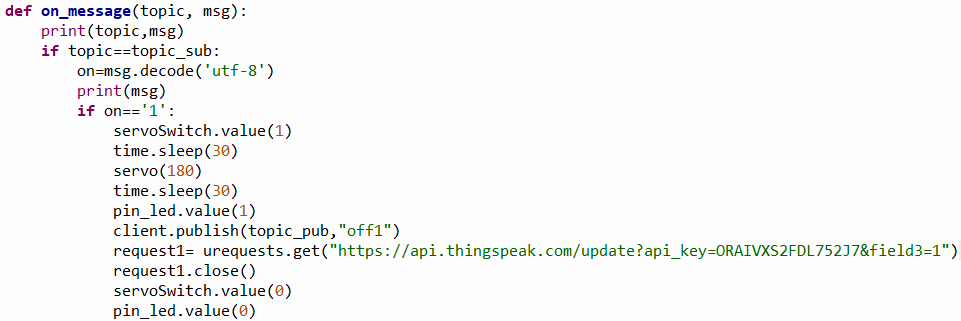 def on_message(topic, msg):
    print(topic,msg)
    if topic==topic_sub:
        on=msg.decode('utf-8')
        print(msg)
        if on=='1':
            servoSwitch.value(1)
            time.sleep(30)
            servo(180)
            time.sleep(30)
            pin_led.value(1)
            client.publish(topic_pub,"off1")
            request1= urequests.get("https://api.thingspeak.com/update?api_key=ORAIVXS2FDL752J7&field3=1")
            request1.close()
            servoSwitch.value(0)
            pin_led.value(0)